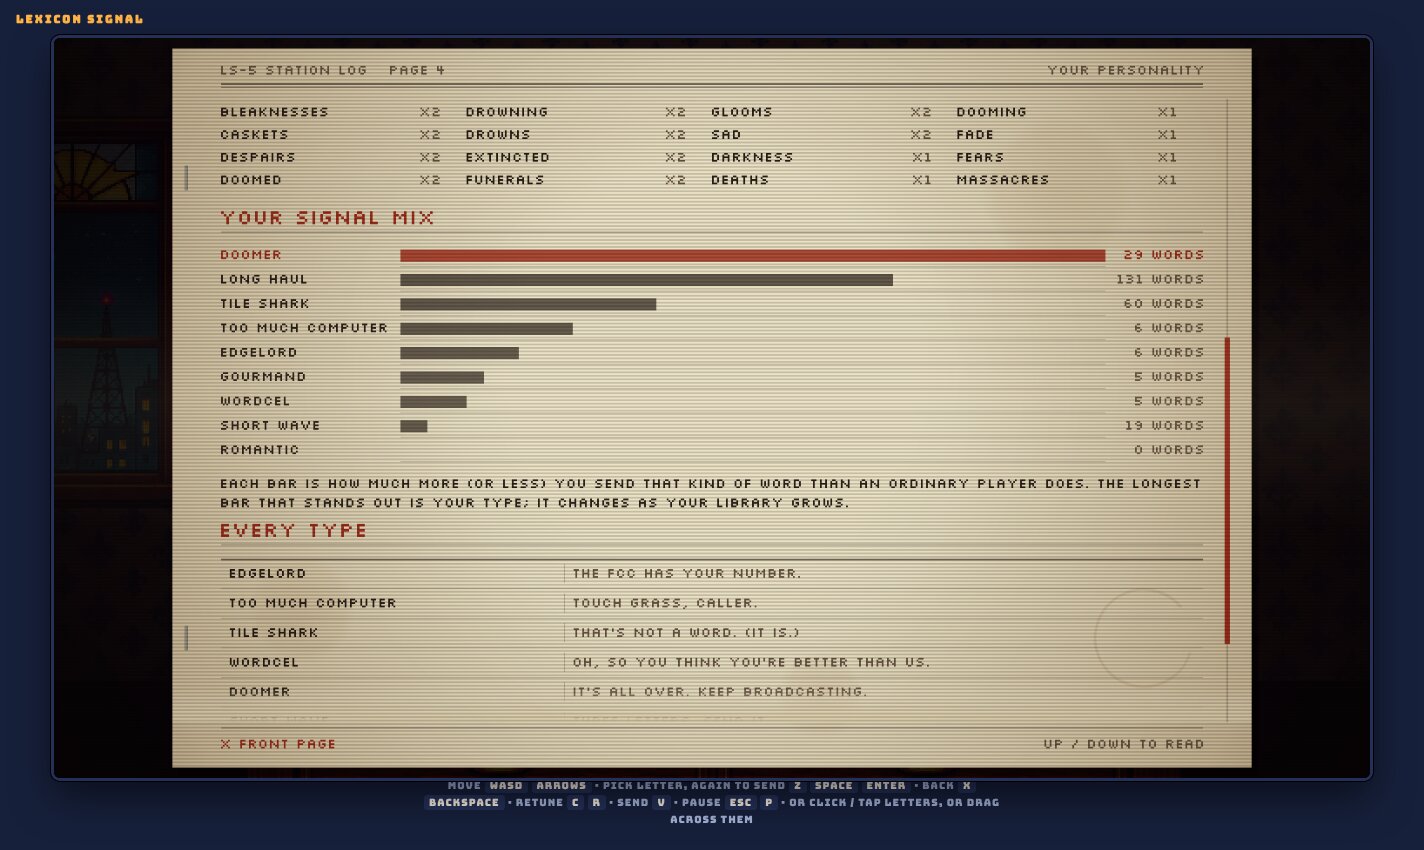 LEXICON SIGNAL
LS-5 STATION LOG PAGE 4 YOUR PERSONALITY
BLEAKNESSES X2 DROWNING X2 GLOOMS X2 DOOMING X1
CASKETS X2 DROWNS X2 SAD X2 FADE X1
DESPAIRS X2 EXTINCTED X2 DARKNESS X1 FEARS X1
DOOMED X2 FUNERALS X2 DEATHS X1 MASSACRES X1
YOUR SIGNAL MIX
DOOMER 29 WORDS
LONG HAUL 131 WORDS
TILE SHARK 60 WORDS
TOO MUCH COMPUTER 6 WORDS
EDGELORD 6 WORDS
GOURMAND 5 WORDS
WORDCEL 5 WORDS
SHORT WAVE 19 WORDS
ROMANTIC 0 WORDS
EACH BAR IS HOW MUCH MORE (OR LESS) YOU SEND THAT KIND OF WORD THAN AN ORDINARY PLAYER DOES. THE LONGEST
BAR THAT STANDS OUT IS YOUR TYPE; IT CHANGES AS YOUR LIBRARY GROWS.
EVERY TYPE
EDGELORD THE FCC HAS YOUR NUMBER.
TOO MUCH COMPUTER TOUCH GRASS, CALLER.
TILE SHARK THAT'S NOT A WORD. (IT IS.)
WORDCEL OH, SO YOU THINK YOU'RE BETTER THAN US.
DOOMER IT'S ALL OVER. KEEP BROADCASTING.
X FRONT PAGE UP / DOWN TO READ
MOVE WASD ARROWS · PICK LETTER, AGAIN TO SEND Z SPACE ENTER · BACK X
BACKSPACE · RETUNE C R · SEND V · PAUSE ESC P · OR CLICK / TAP LETTERS, OR DRAG
ACROSS THEM